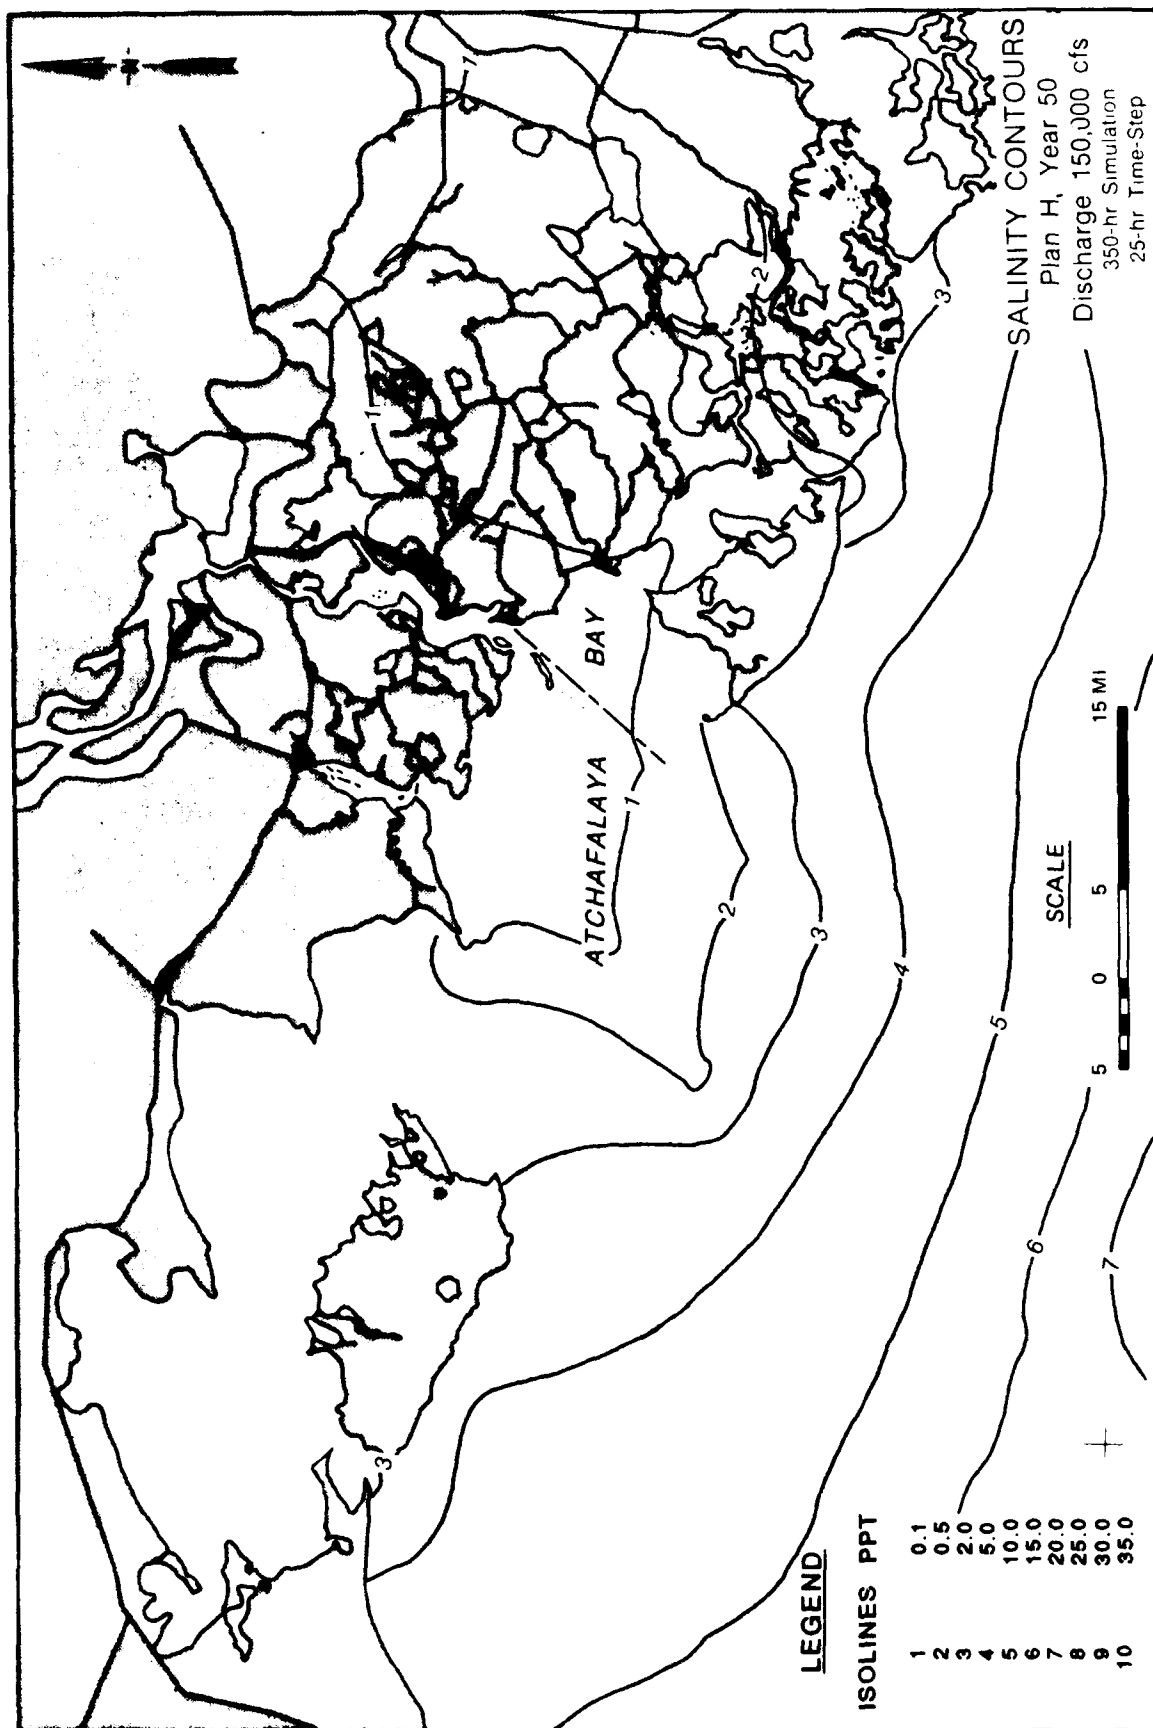 N
1
1
2
3
BAY
ATCHAFALAYA
1
2
3
3
4
5
6
7
SALINITY CONTOURS
Plan H, Year 50
Discharge 150,000 cfs
350-hr Simulation
25-hr Time-Step
SCALE
5 0 5 15 MI
LEGEND
ISOLINES PPT
1 0.1
2 0.5
3 2.0
4 5.0
5 10.0
6 15.0
7 20.0
8 25.0
9 30.0
10 35.0